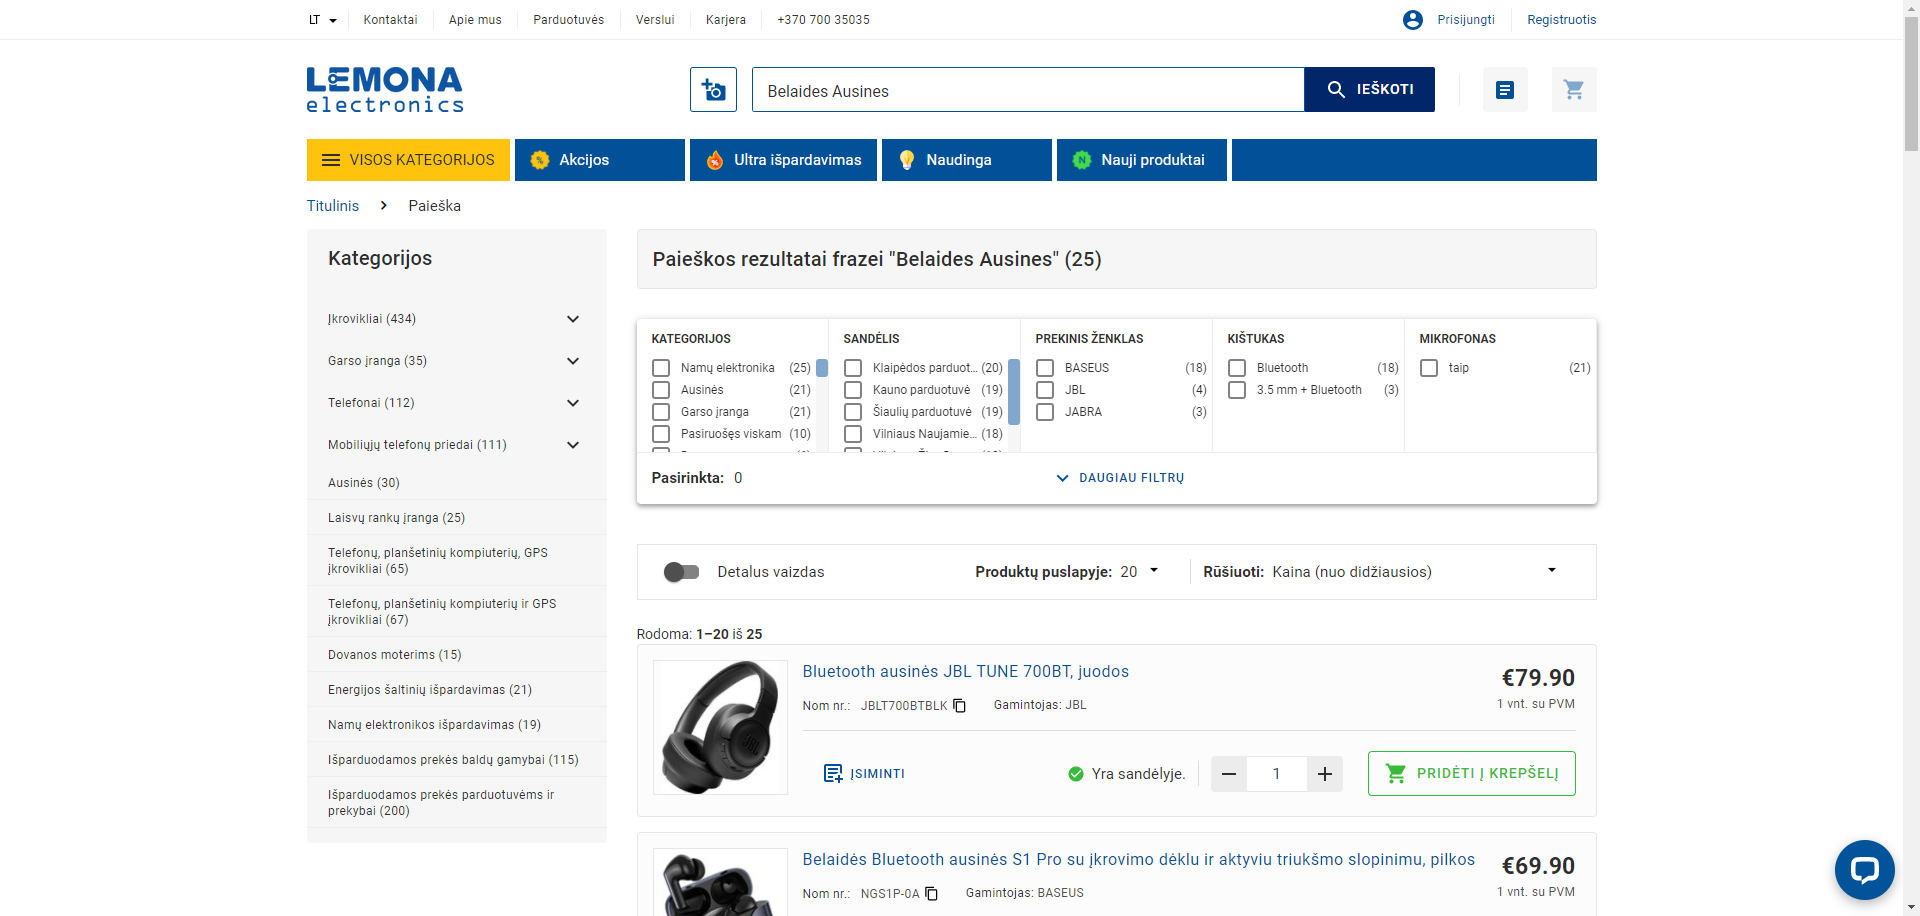 LT
Kontaktai
Apie mus
Parduotuvės
Verslui
Karjera
+370 700 35035
Prisijungti
Registruotis
LEMONA
electronics
Belaides Ausines
IEŠKOTI
VISOS KATEGORIJOS
Akcijos
Ultra išpardavimas
Naudinga
Nauji produktai
Titulinis
Paieška
Kategorijos
Įkrovikliai (434)
Garso įranga (35)
Telefonai (112)
Mobiliųjų telefonų priedai (111)
Ausinės (30)
Laisvų rankų įranga (25)
Telefonų, planšetinių kompiuterių, GPS
įkrovikliai (65)
Telefonų, planšetinių kompiuterių ir GPS
įkrovikliai (67)
Dovanos moterims (15)
Energijos šaltinių išpardavimas (21)
Namų elektronikos išpardavimas (19)
Išparduodamos prekės baldų gamybai (115)
Išparduodamos prekės parduotuvėms ir
prekybai (200)
Paieškos rezultatai frazei "Belaides Ausines" (25)
KATEGORIJOS
Namų elektronika (25)
Ausinės (21)
Garso įranga (21)
Pasiruošęs viskam (10)
SANDĖLIS
Klaipėdos parduot... (20)
Kauno parduotuvė (19)
Šiaulių parduotuvė (19)
Vilniaus Naujamie... (18)
PREKINIS ŽENKLAS
BASEUS (18)
JBL (4)
JABRA (3)
KIŠTUKAS
Bluetooth (18)
3.5 mm + Bluetooth (3)
MIKROFONAS
taip (21)
Pasirinkta: 0
DAUGIAU FILTRŲ
Detalus vaizdas
Produktų puslapyje: 20
Rūšiuoti: Kaina (nuo didžiausios)
Rodoma: 1–20 iš 25
Bluetooth ausinės JBL TUNE 700BT, juodos
€79.90
Nom nr.: JBLT700BTBLK
Gamintojas: JBL
1 vnt. su PVM
ĮSIMINTI
Yra sandėlyje.
1
PRIDĖTI Į KREPŠELĮ
Belaidės Bluetooth ausinės S1 Pro su įkrovimo dėklu ir aktyviu triukšmo slopinimu, pilkos
€69.90
Nom nr.: NGS1P-0A
Gamintojas: BASEUS
1 vnt. su PVM